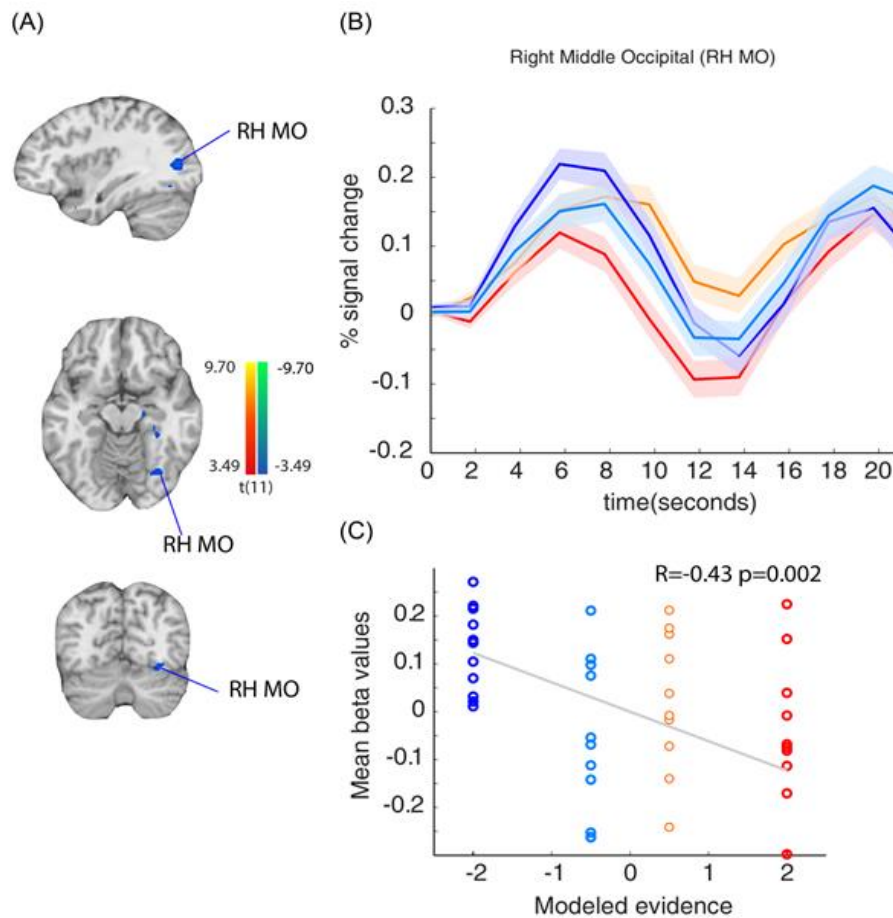 (A)
RH MO
9.70
-9.70
3.49
-3.49
t(11)
RH MO
RH MO
(B)
Right Middle Occipital (RH MO)
0.3
0.2
0.1
0
-0.1
-0.2
% signal change
0 2 4 6 8 10 12 14 16 18 20
time(seconds)
(C)
R=-0.43 p=0.002
0.2
0.1
0
-0.1
-0.2
Mean beta values
-2 -1 0 1 2
Modeled evidence